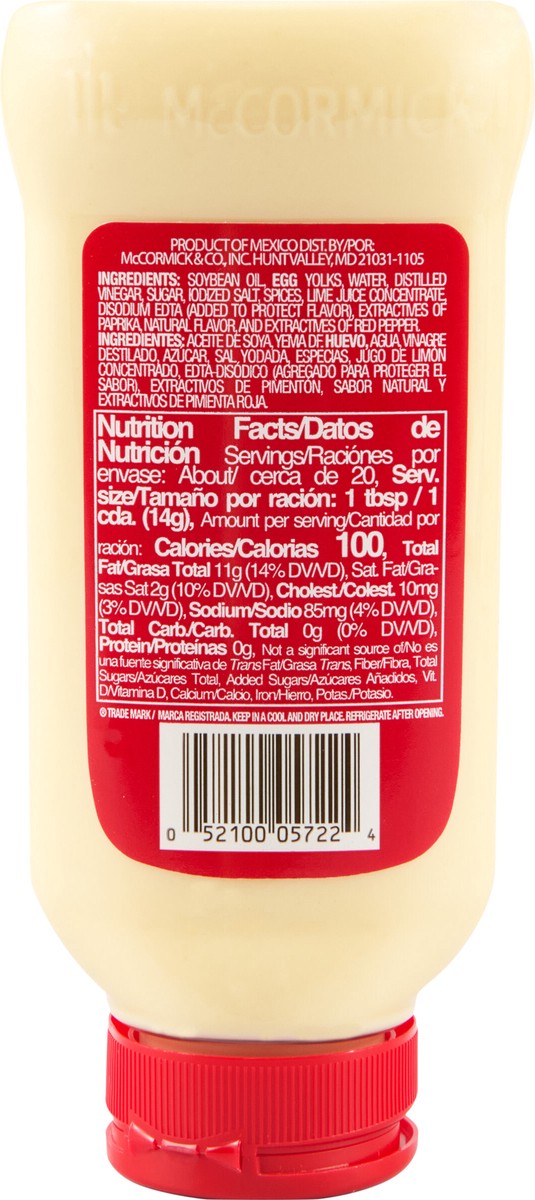 McCORMICK
PRODUCT OF MEXICO DIST. BY/POR:
McCORMICK & CO., INC. HUNT VALLEY, MD 21031-1105
INGREDIENTS: SOYBEAN OIL, EGG YOLKS, WATER, DISTILLED
VINEGAR, SUGAR, IODIZED SALT, SPICES, LIME JUICE CONCENTRATE,
DISODIUM EDTA (ADDED TO PROTECT FLAVOR), EXTRACTIVES OF
PAPRIKA, NATURAL FLAVOR, AND EXTRACTIVES OF RED PEPPER.
INGREDIENTES: ACEITE DE SOYA, YEMA DE HUEVO, AGUA, VINAGRE
DESTILADO, AZÚCAR, SAL YODADA, ESPECIAS, JUGO DE LIMÓN
CONCENTRADO, EDTA-DISÓDICO (AGREGADO PARA PROTEGER EL
SABOR), EXTRACTIVOS DE PIMENTÓN, SABOR NATURAL Y
EXTRACTIVOS DE PIMIENTA ROJA.
Nutrition Facts/Datos de
Nutrición Servings/Raciónes por
envase: About/ cerca de 20, Serv.
size/Tamaño por ración: 1 tbsp / 1
cda. (14g), Amount per serving/Cantidad por
ración: Calories/Calorias 100, Total
Fat/Grasa Total 11g (14% DV/VD), Sat. Fat/Gra-
sas Sat 2g (10% DV/VD), Cholest./Colest. 10mg
(3% DV/VD), Sodium/Sodio 85mg (4% DV/VD),
Total Carb./Carb. Total 0g (0% DV/VD),
Protein/Proteínas 0g, Not a significant source of/No es
una fuente significativa de Trans Fat/Grasa Trans, Fiber/Fibra, Total
Sugars/Azúcares Total, Added Sugars/Azúcares Añadidos, Vit.
D/Vitamina D, Calcium/Calcio, Iron/Hierro, Potas./Potasio.
® TRADE MARK / MARCA REGISTRADA. KEEP IN A COOL AND DRY PLACE. REFRIGERATE AFTER OPENING.
0 52100 05722 4